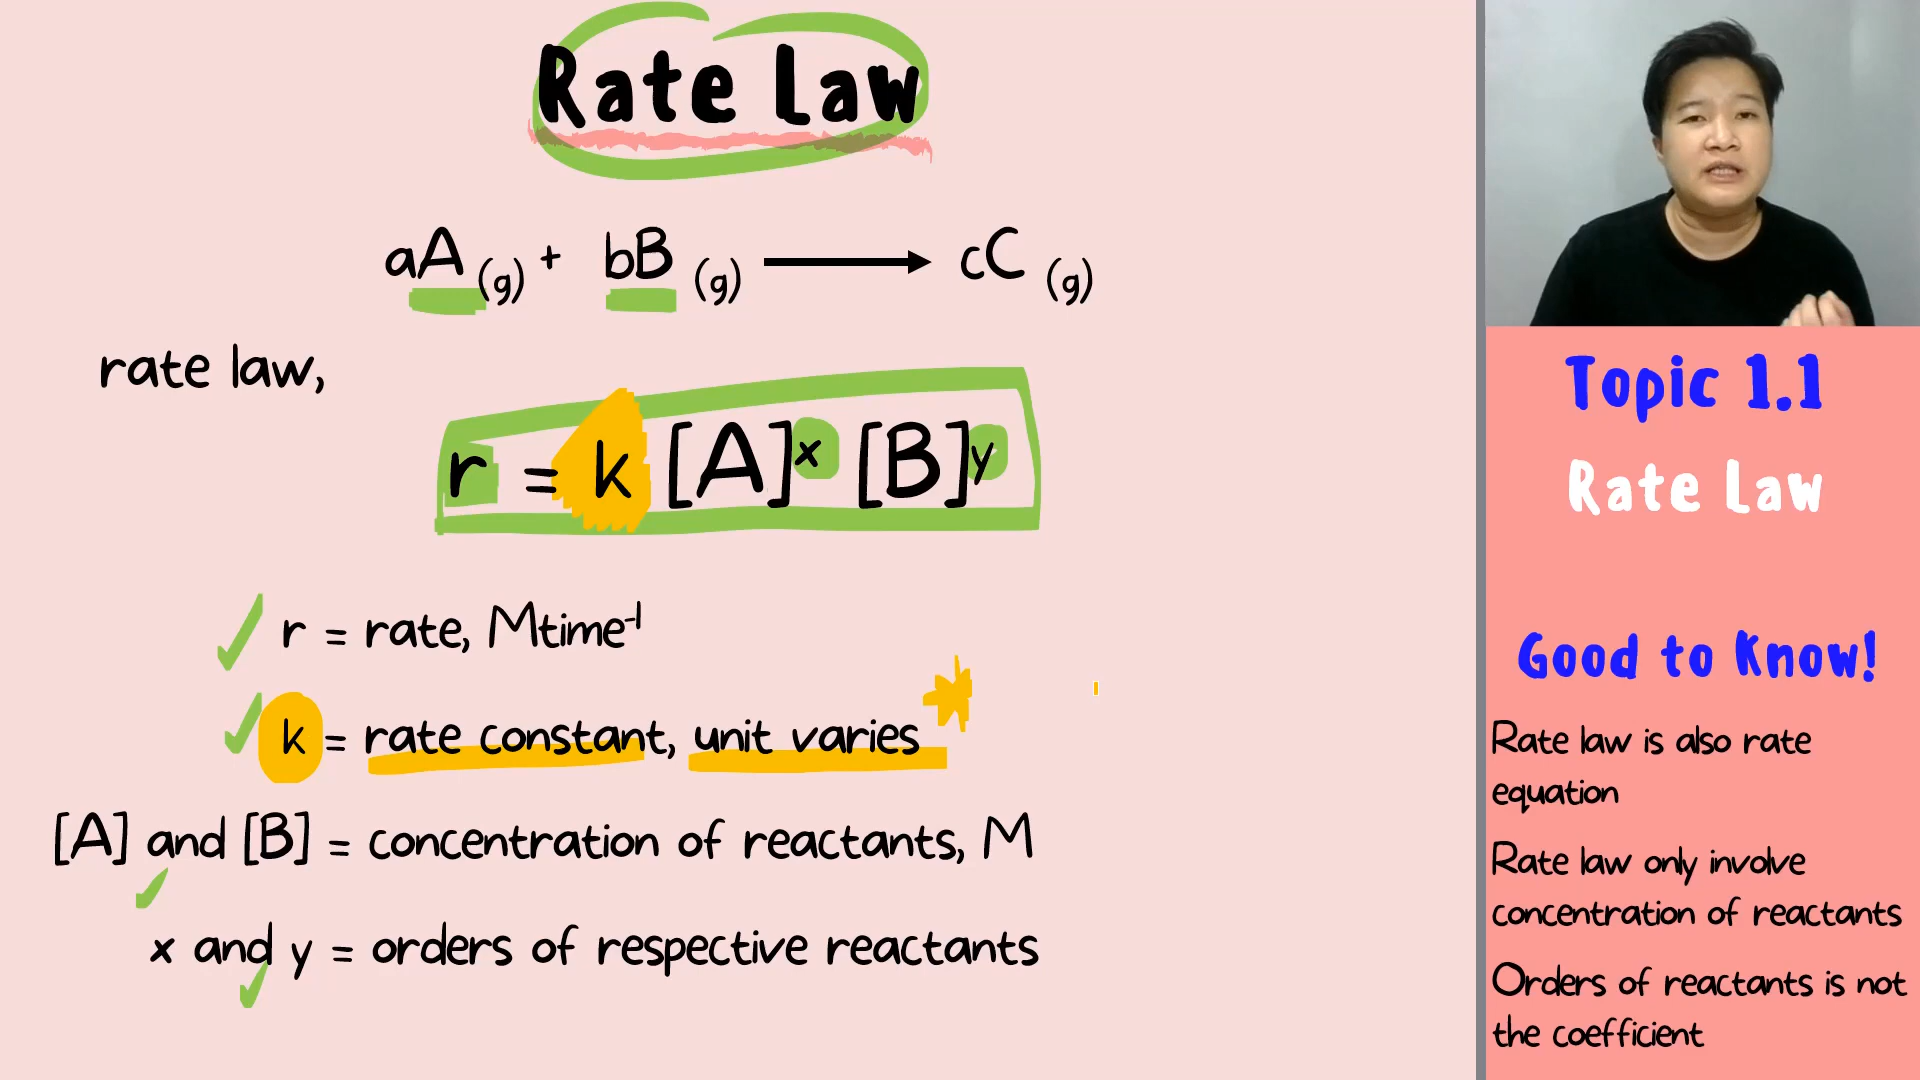 Rate Law
aA (g) + bB (g) ⟶ cC (g)
rate law,
r = k [A]ˣ [B]ʸ
r = rate, Mtime⁻¹
k = rate constant, unit varies
[A] and [B] = concentration of reactants, M
x and y = orders of respective reactants
Topic 1.1
Rate Law
Good to Know!
Rate law is also rate
equation
Rate law only involve
concentration of reactants
Orders of reactants is not
the coefficient